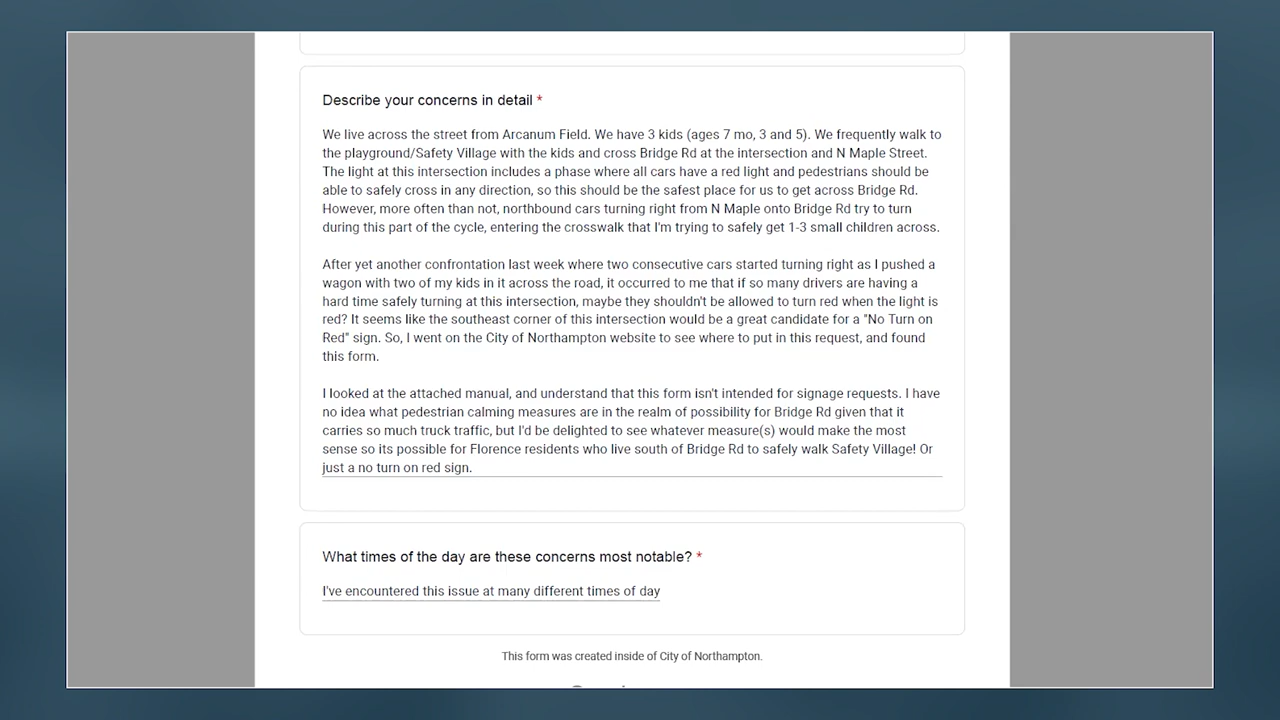 Describe your concerns in detail *
We live across the street from Arcanum Field. We have 3 kids (ages 7 mo, 3 and 5). We frequently walk to
the playground/Safety Village with the kids and cross Bridge Rd at the intersection and N Maple Street.
The light at this intersection includes a phase where all cars have a red light and pedestrians should be
able to safely cross in any direction, so this should be the safest place for us to get across Bridge Rd.
However, more often than not, northbound cars turning right from N Maple onto Bridge Rd try to turn
during this part of the cycle, entering the crosswalk that I'm trying to safely get 1-3 small children across.
After yet another confrontation last week where two consecutive cars started turning right as I pushed a
wagon with two of my kids in it across the road, it occurred to me that if so many drivers are having a
hard time safely turning at this intersection, maybe they shouldn't be allowed to turn red when the light is
red? It seems like the southeast corner of this intersection would be a great candidate for a "No Turn on
Red" sign. So, I went on the City of Northampton website to see where to put in this request, and found
this form.
I looked at the attached manual, and understand that this form isn't intended for signage requests. I have
no idea what pedestrian calming measures are in the realm of possibility for Bridge Rd given that it
carries so much truck traffic, but I'd be delighted to see whatever measure(s) would make the most
sense so its possible for Florence residents who live south of Bridge Rd to safely walk Safety Village! Or
just a no turn on red sign.
What times of the day are these concerns most notable? *
I've encountered this issue at many different times of day
This form was created inside of City of Northampton.